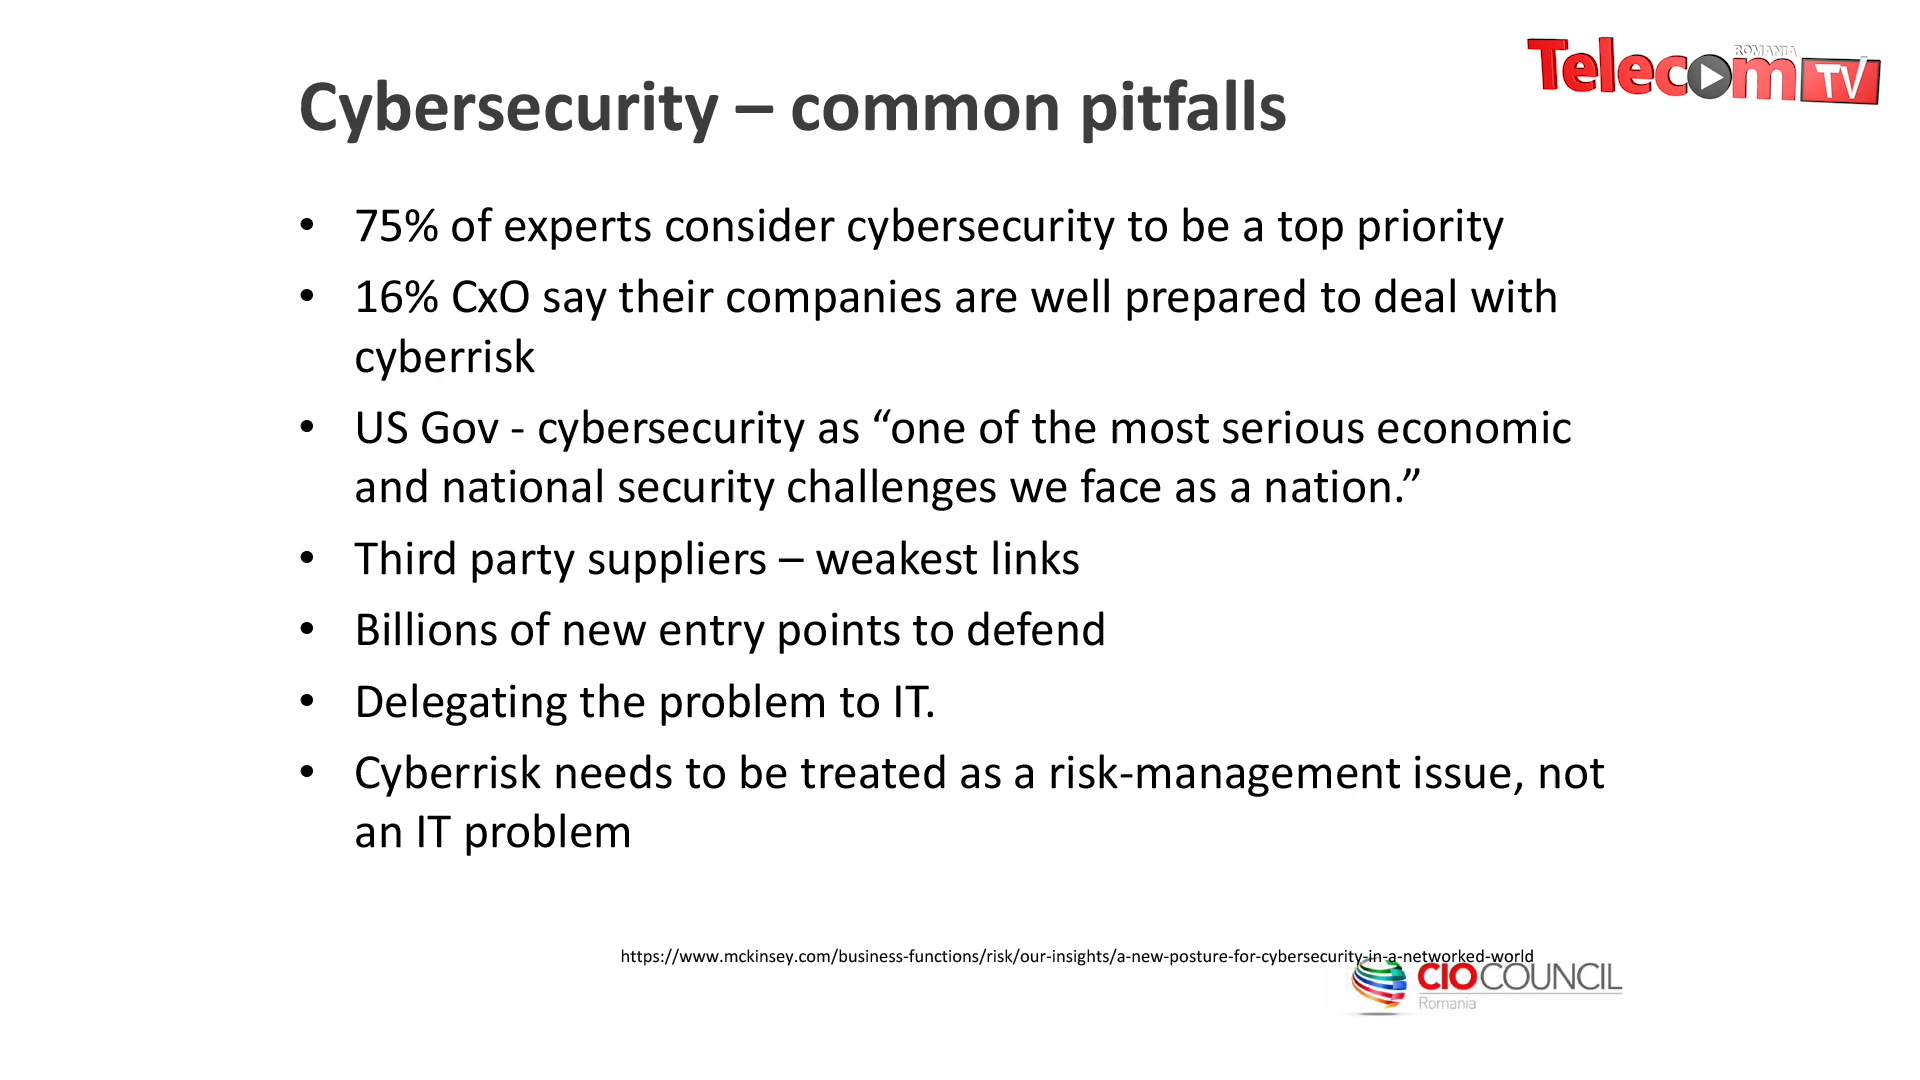 ROMANIA
Telecom TV
Cybersecurity – common pitfalls
• 75% of experts consider cybersecurity to be a top priority
• 16% CxO say their companies are well prepared to deal with
cyberrisk
• US Gov - cybersecurity as “one of the most serious economic
and national security challenges we face as a nation.”
• Third party suppliers – weakest links
• Billions of new entry points to defend
• Delegating the problem to IT.
• Cyberrisk needs to be treated as a risk-management issue, not
an IT problem
https://www.mckinsey.com/business-functions/risk/our-insights/a-new-posture-for-cybersecurity-in-a-networked-world
CIO COUNCIL
Romania